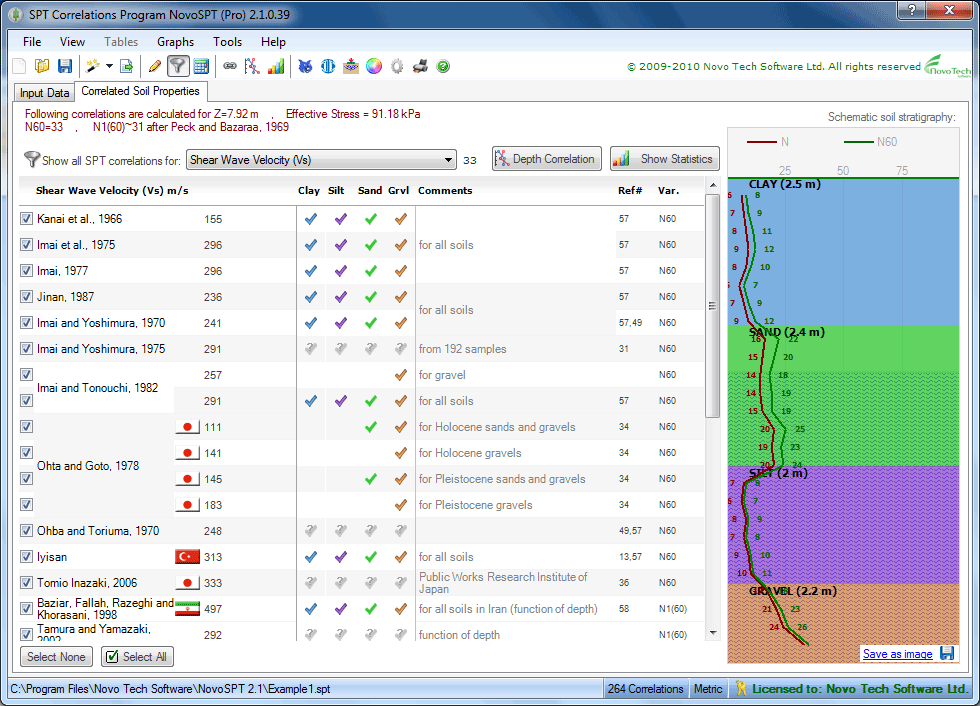 SPT Correlations Program NovoSPT (Pro) 2.1.0.39
File View Tables Graphs Tools Help
© 2009-2010 Novo Tech Software Ltd. All rights reserved
NovoTech
Input Data Correlated Soil Properties
Following correlations are calculated for Z=7.92 m , Effective Stress = 91.18 kPa
N60=33 , N1(60)~31 after Peck and Bazaraa, 1969
Show all SPT correlations for: Shear Wave Velocity (Vs) 33 Depth Correlation Show Statistics
Shear Wave Velocity (Vs) m/s Clay Silt Sand Grvl Comments Ref# Var.
Kanai et al., 1966 155 57 N60
Imai et al., 1975 296 for all soils 57 N60
Imai, 1977 296 57 N60
Jinan, 1987 236 57 N60
for all soils
Imai and Yoshimura, 1970 241 57,49 N60
Imai and Yoshimura, 1975 291 from 192 samples 31 N60
257 for gravel
Imai and Tonouchi, 1982
291 for all soils 57 N60
111 for Holocene sands and gravels 34 N60
141 for Holocene gravels 34 N60
Ohta and Goto, 1978
145 for Pleistocene sands and gravels 34 N60
183 for Pleistocene gravels 34 N60
Ohba and Toriuma, 1970 248 49,57 N60
Iyisan 313 for all soils 13,57 N60
Tomio Inazaki, 2006 333 Public Works Research Institute of
Japan 36 N60
Baziar, Fallah, Razeghi and
Khorasani, 1998 497 for all soils in Iran (function of depth) 58 N1(60)
Tamura and Yamazaki,
2002 292 function of depth N1(60)
Select None Select All
Schematic soil stratigraphy:
N N60
25 50 75
CLAY (2.5 m)
6 8
7 9
8 11
9 12
8 10
7 9
9 12
SAND (2.4 m)
16 22
15 20
14 18
14 19
15 19
20 25
19 23
20 24
SILT (2 m)
7 8
7
8 9
7 8
9 10
10 11
GRAVEL (2.2 m)
21 23
24 26
Save as image
C:\Program Files\Novo Tech Software\NovoSPT 2.1\Example1.spt 264 Correlations Metric Licensed to: Novo Tech Software Ltd.